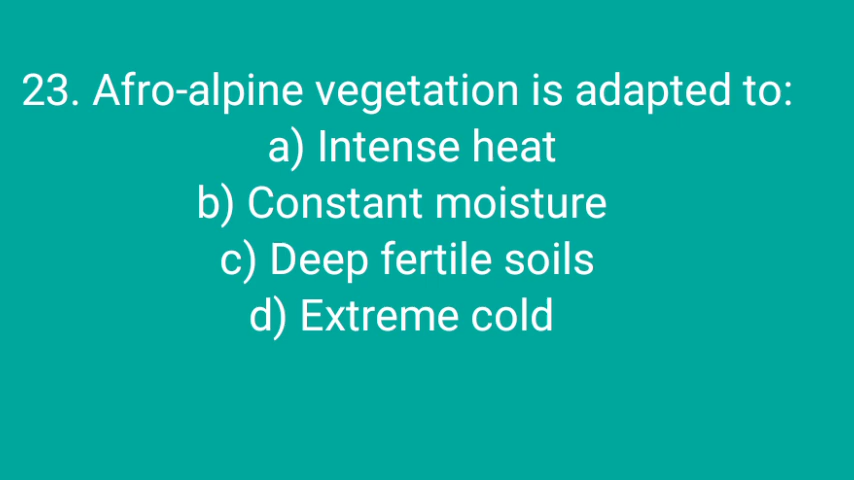 23. Afro-alpine vegetation is adapted to:
a) Intense heat
b) Constant moisture
c) Deep fertile soils
d) Extreme cold